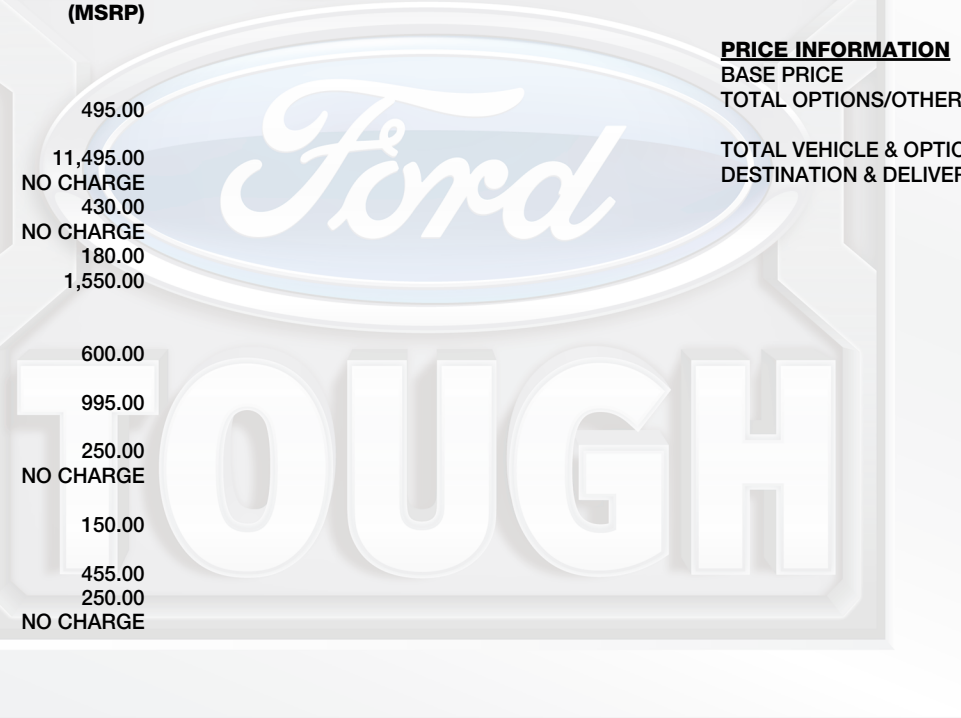 (MSRP)
495.00
11,495.00
NO CHARGE
430.00
NO CHARGE
180.00
1,550.00
600.00
995.00
250.00
NO CHARGE
150.00
455.00
250.00
NO CHARGE
PRICE INFORMATION
BASE PRICE
TOTAL OPTIONS/OTHER
TOTAL VEHICLE & OPTIO
DESTINATION & DELIVER
Ford
TOUGH